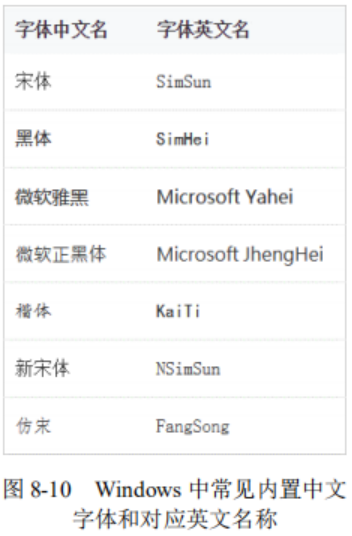 字体中文名 字体英文名
宋体 SimSun
黑体 SimHei
微软雅黑 Microsoft Yahei
微软正黑体 Microsoft JhengHei
楷体 KaiTi
新宋体 NSimSun
仿宋 FangSong
图 8-10 Windows 中常见内置中文
字体和对应英文名称